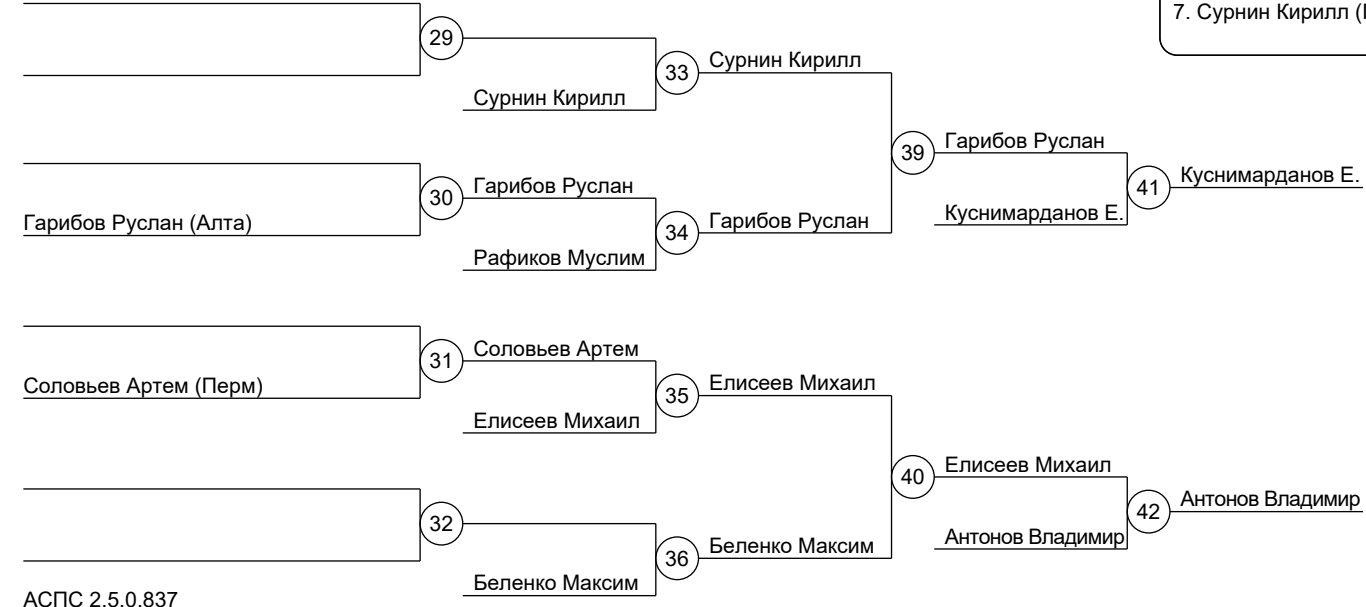 7. Сурнин Кирилл (
29
Сурнин Кирилл
33
Сурнин Кирилл
Гарибов Руслан (Алта)
30
Гарибов Руслан
Рафиков Муслим
34
Гарибов Руслан
39
Гарибов Руслан
Куснимарданов Е.
41
Куснимарданов Е.
Соловьев Артем (Перм)
31
Соловьев Артем
Елисеев Михаил
35
Елисеев Михаил
32
Беленко Максим
36
Беленко Максим
40
Елисеев Михаил
Антонов Владимир
42
Антонов Владимир
АСПС 2.5.0.837